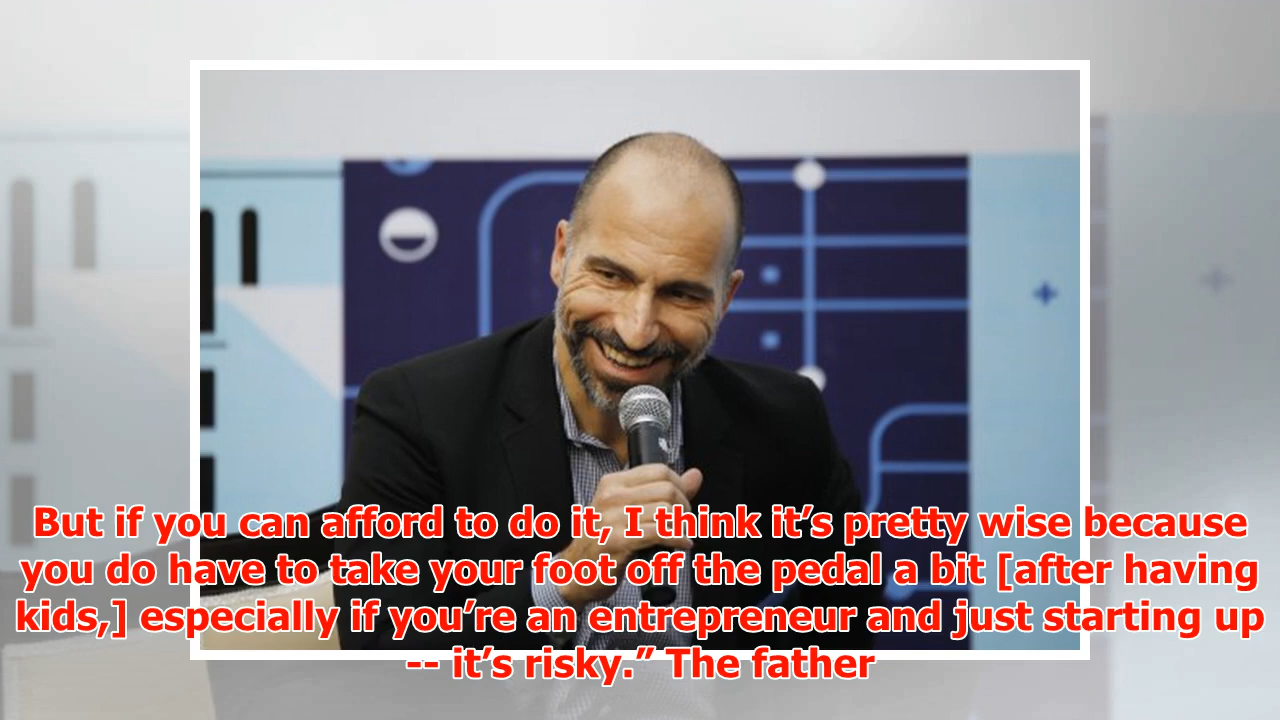 But if you can afford to do it, I think it’s pretty wise because
you do have to take your foot off the pedal a bit [after having
kids,] especially if you’re an entrepreneur and just starting up
-- it’s risky.” The father